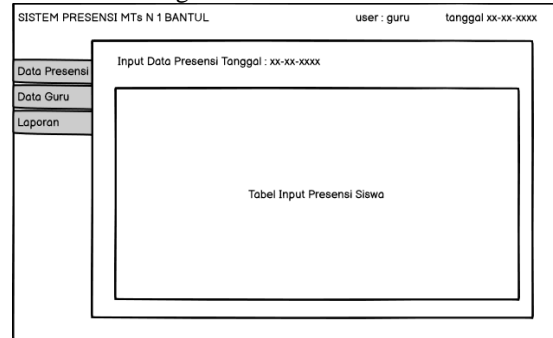 SISTEM PRESENSI MTs N 1 BANTUL user : guru tanggal xx-xx-xxxx
Input Data Presensi Tanggal : xx-xx-xxxx
Data Presensi
Data Guru
Laporan
Tabel Input Presensi Siswa